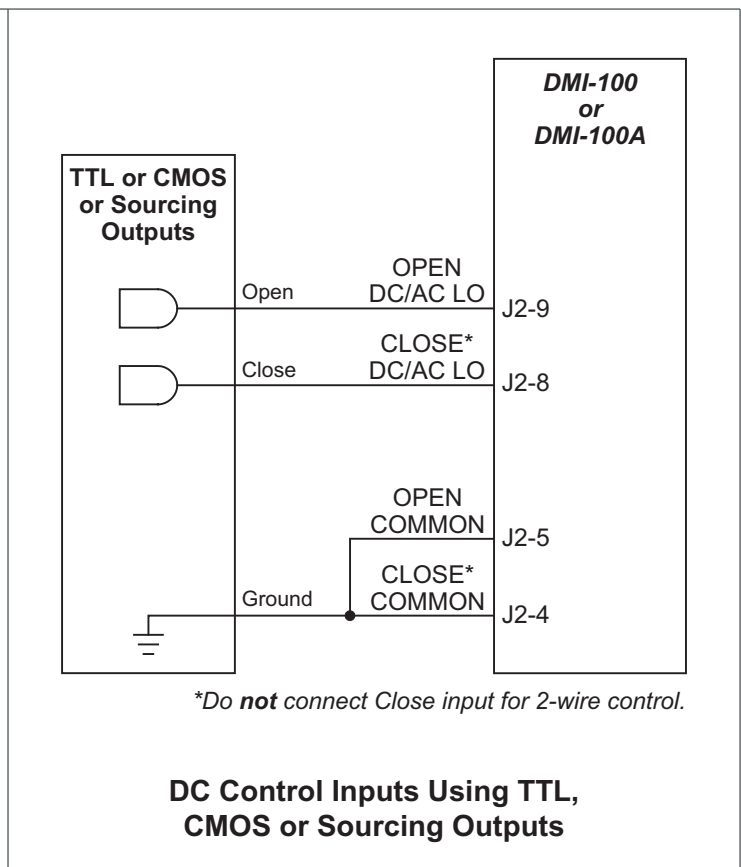 DMI-100
or
DMI-100A
TTL or CMOS
or Sourcing
Outputs
OPEN
Open DC/AC LO J2-9
CLOSE*
Close DC/AC LO J2-8
OPEN
COMMON J2-5
CLOSE*
Ground COMMON J2-4
*Do not connect Close input for 2-wire control.
DC Control Inputs Using TTL,
CMOS or Sourcing Outputs